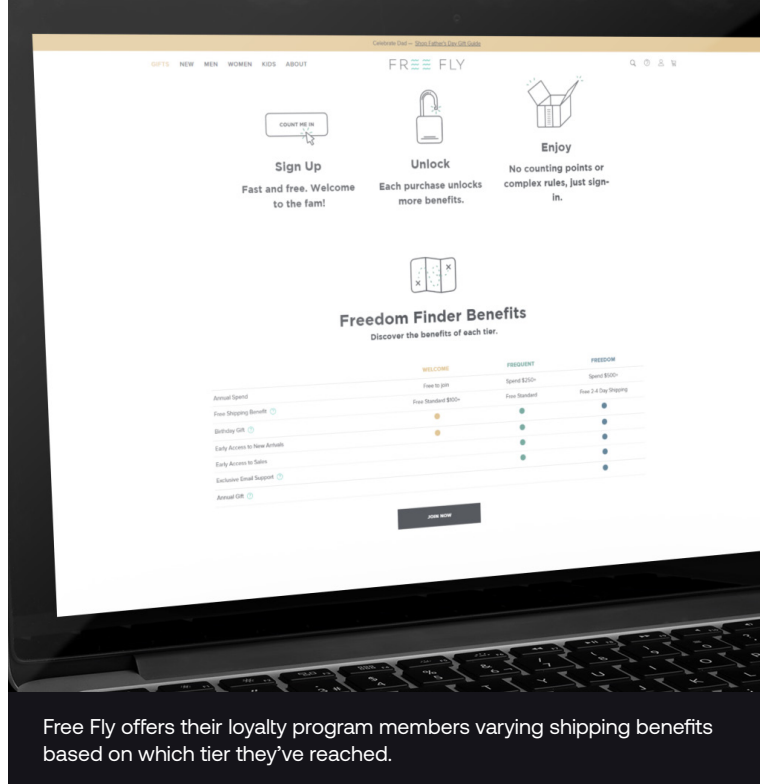 Celebrate Dad — Shop Father's Day Gift Guide
GIFTS NEW MEN WOMEN KIDS ABOUT
FREE FLY
COUNT ME IN
Sign Up
Fast and free. Welcome
to the fam!
Unlock
Each purchase unlocks
more benefits.
Enjoy
No counting points or
complex rules, just sign-
in.
Freedom Finder Benefits
Discover the benefits of each tier.
WELCOME FREQUENT FREEDOM
Annual Spend Free to join Spend $250+ Spend $500+
Free Shipping Benefit ? Free Standard $100+ Free Standard Free 2-4 Day Shipping
Birthday Gift ?
Early Access to New Arrivals
Early Access to Sales
Exclusive Email Support ?
Annual Gift ?
JOIN NOW
Free Fly offers their loyalty program members varying shipping benefits
based on which tier they've reached.